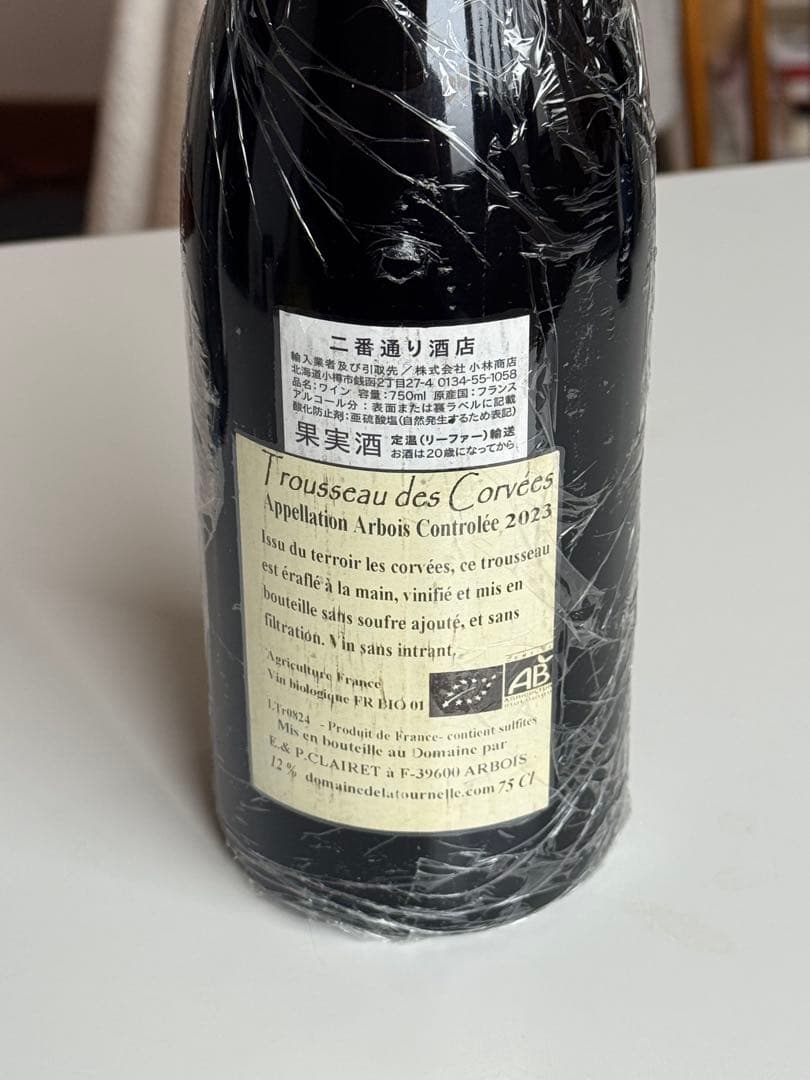 二番通り酒店
輸入業者及び引取先／株式会社 小林商店
北海道小樽市銭函2丁目27-4 0134-55-1058
品名：ワイン 容量：750ml 原産国：フランス
アルコール分：表面または裏ラベルに記載
酸化防止剤：亜硫酸塩（自然発生するため表記）
果実酒 定温（リーファー）輸送
お酒は20歳になってから
Trousseau des Corvées
Appellation Arbois Controlée 2023
Issu du terroir les corvées, ce trousseau
est éraflé à la main, vinifié et mis en
bouteille sans soufre ajouté, et sans
filtration. Vin sans intrant.
Agriculture France
Vin biologique FR BIO 01
AB
LTr0824 - Produit de France- contient sulfites
Mis en bouteille au Domaine par
E.& P.CLAIRET à F-39600 ARBOIS
12 % domainedelatournelle.com 75 Cl